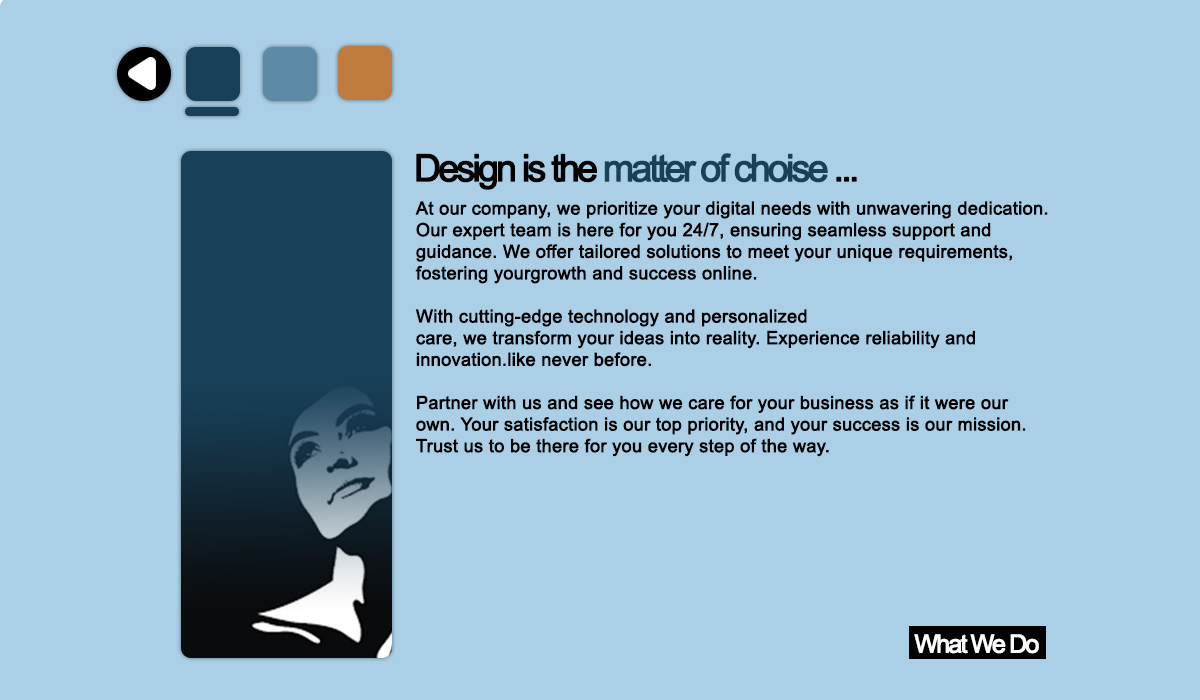 Design is the matter of choise ...
At our company, we prioritize your digital needs with unwavering dedication.
Our expert team is here for you 24/7, ensuring seamless support and
guidance. We offer tailored solutions to meet your unique requirements,
fostering yourgrowth and success online.
With cutting-edge technology and personalized
care, we transform your ideas into reality. Experience reliability and
innovation.like never before.
Partner with us and see how we care for your business as if it were our
own. Your satisfaction is our top priority, and your success is our mission.
Trust us to be there for you every step of the way.
What We Do